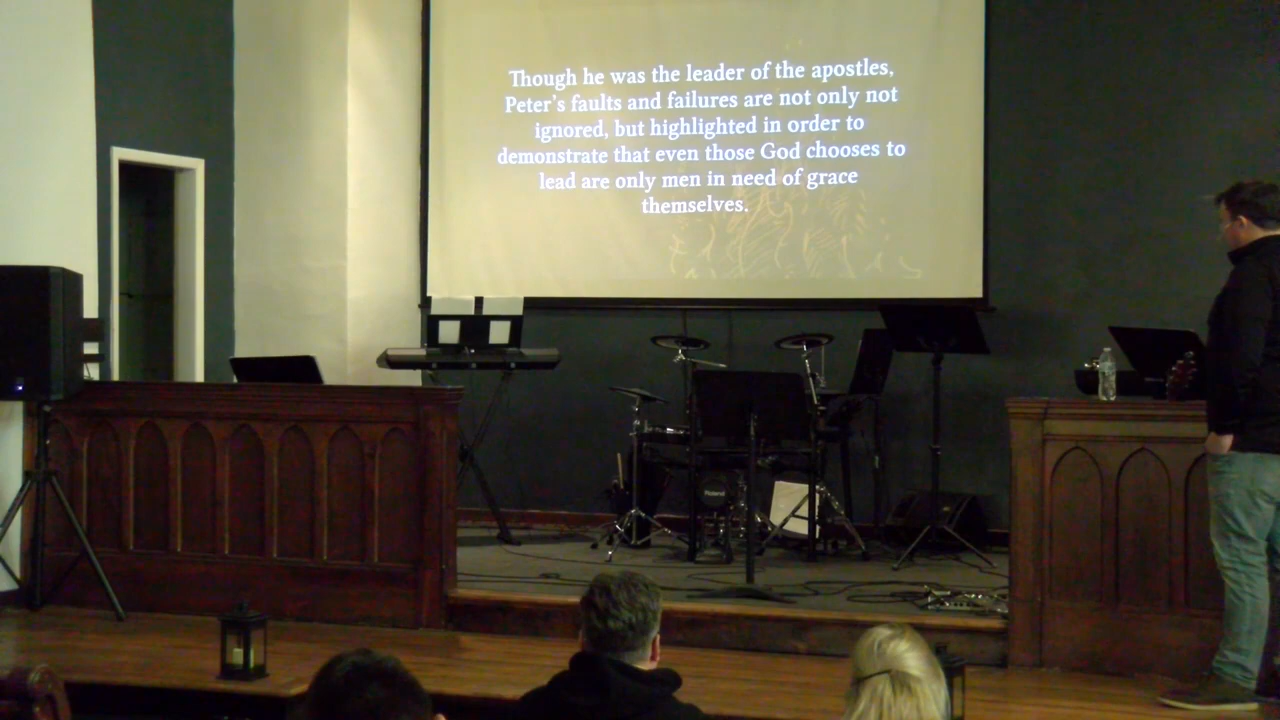 Though he was the leader of the apostles,
Peter's faults and failures are not only not
ignored, but highlighted in order to
demonstrate that even those God chooses to
lead are only men in need of grace
themselves.
Roland